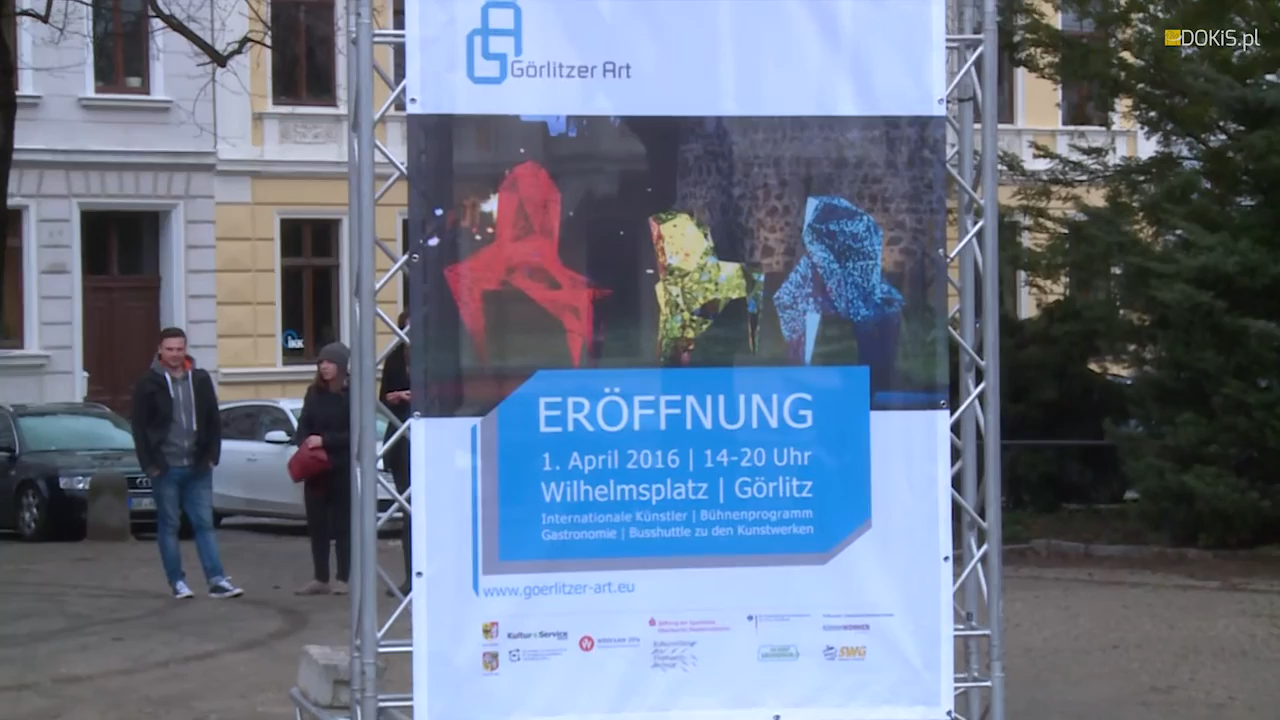 DOKiS.pl
Görlitzer Art
ERÖFFNUNG
1. April 2016 | 14-20 Uhr
Wilhelmsplatz | Görlitz
Internationale Künstler | Bühnenprogramm
Gastronomie | Busshuttle zu den Kunstwerken
www.goerlitzer-art.eu
Kultur & Service
SWG
IKK